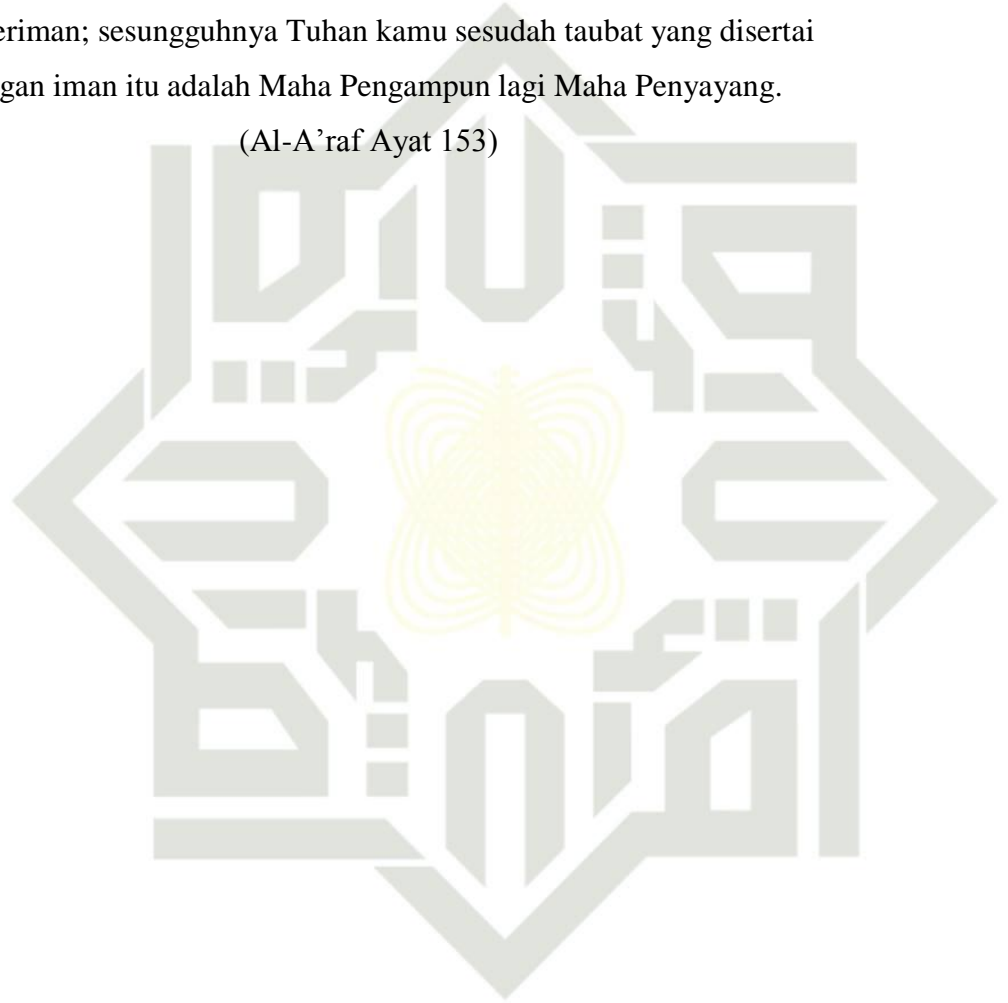 eriman; sesungguhnya Tuhan kamu sesudah taubat yang disertai
gan iman itu adalah Maha Pengampun lagi Maha Penyayang.
(Al-A’raf Ayat 153)